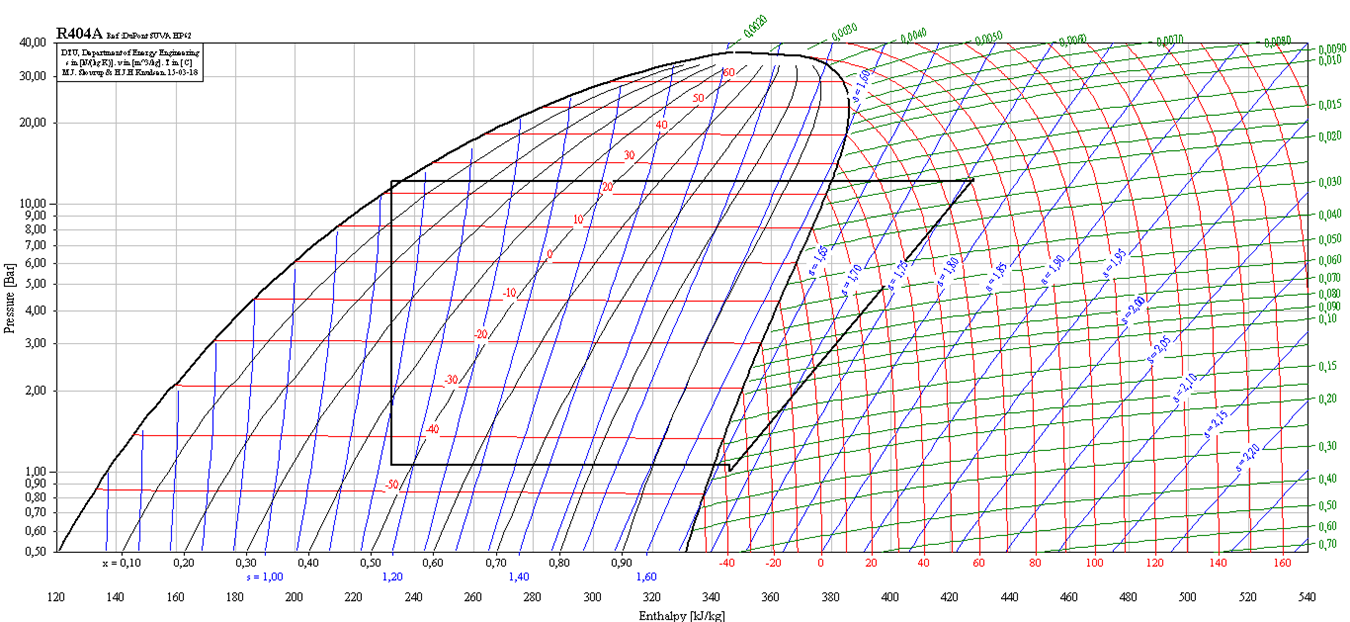 R404A Ref :DuPont SUVA HP62
DTU, Department of Energy Engineering
s in [kJ/(kg K)]. v in [m^3/kg]. T in [C]
M.J. Skovrup & H.J.H Knudsen. 15-03-18
0,0020
0,0030
0,0040
0,0050
0,0060
0,0070
0,0080
0,0090
0,010
0,015
0,020
0,030
0,040
0,050
0,060
0,070
0,080
0,090
0,10
0,15
0,20
0,30
0,40
0,50
0,60
0,70
40,00
30,00
20,00
10,00
9,00
8,00
7,00
6,00
5,00
4,00
3,00
2,00
1,00
0,90
0,80
0,70
0,60
0,50
Pressure [Bar]
60
50
40
30
20
10
0
-10
-20
-30
-40
-50
s = 1,60
s = 1,65
s = 1,70
s = 1,75
s = 1,80
s = 1,85
s = 1,90
s = 1,95
s = 2,00
s = 2,05
s = 2,10
s = 2,15
s = 2,20
x = 0,10 0,20 0,30 0,40 0,50 0,60 0,70 0,80 0,90 -40 -20 0 20 40 60 80 100 120 140 160
s = 1,00 1,20 1,40 1,60
120 140 160 180 200 220 240 260 280 300 320 340 360 380 400 420 440 460 480 500 520 540
Enthalpy [kJ/kg]